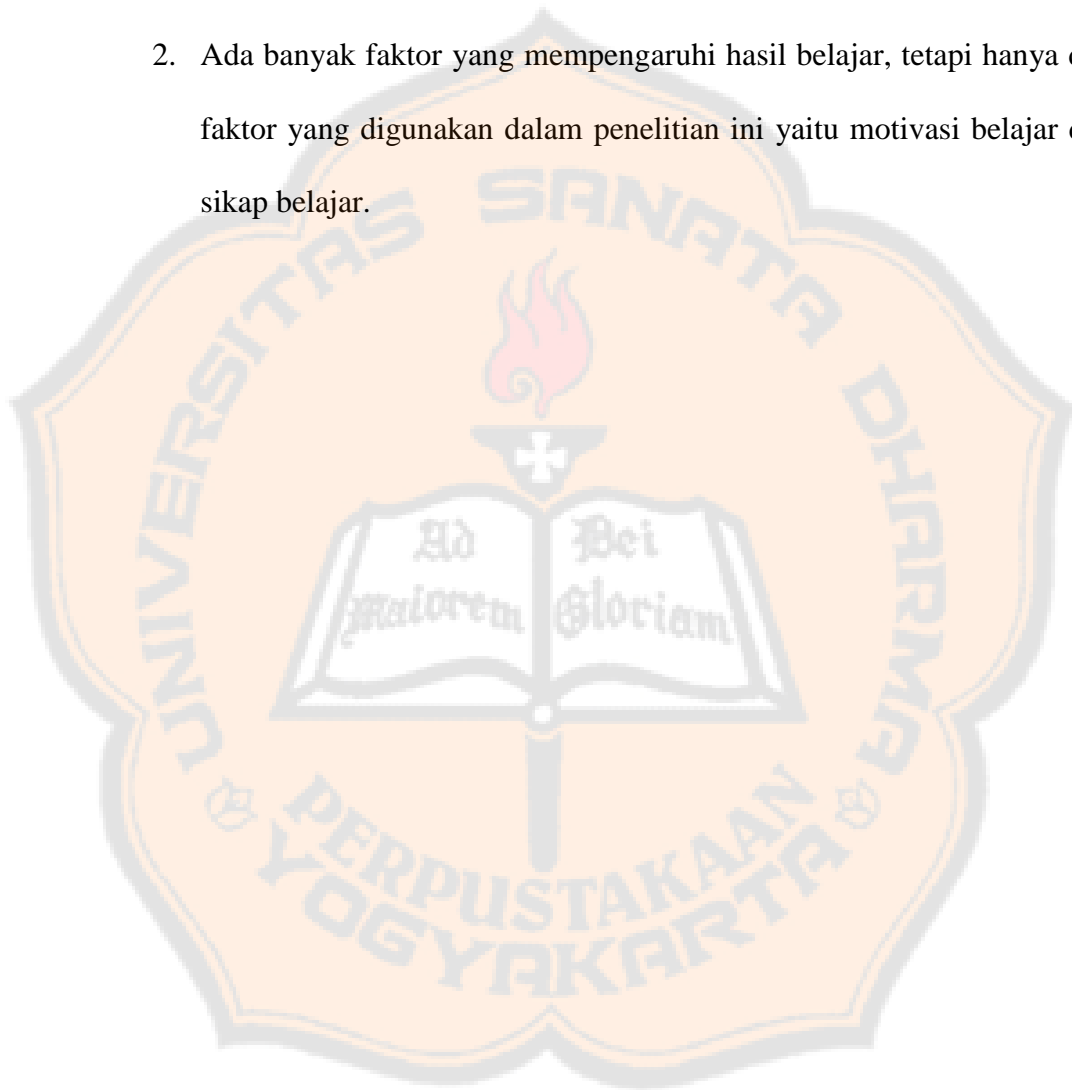 2. Ada banyak faktor yang mempengaruhi hasil belajar, tetapi hanya
faktor yang digunakan dalam penelitian ini yaitu motivasi belajar
sikap belajar.
UNIVERSITAS SANATA DHARMA
Ad Dei
Maiorem Gloriam
PERPUSTAKAAN
YOGYAKARTA